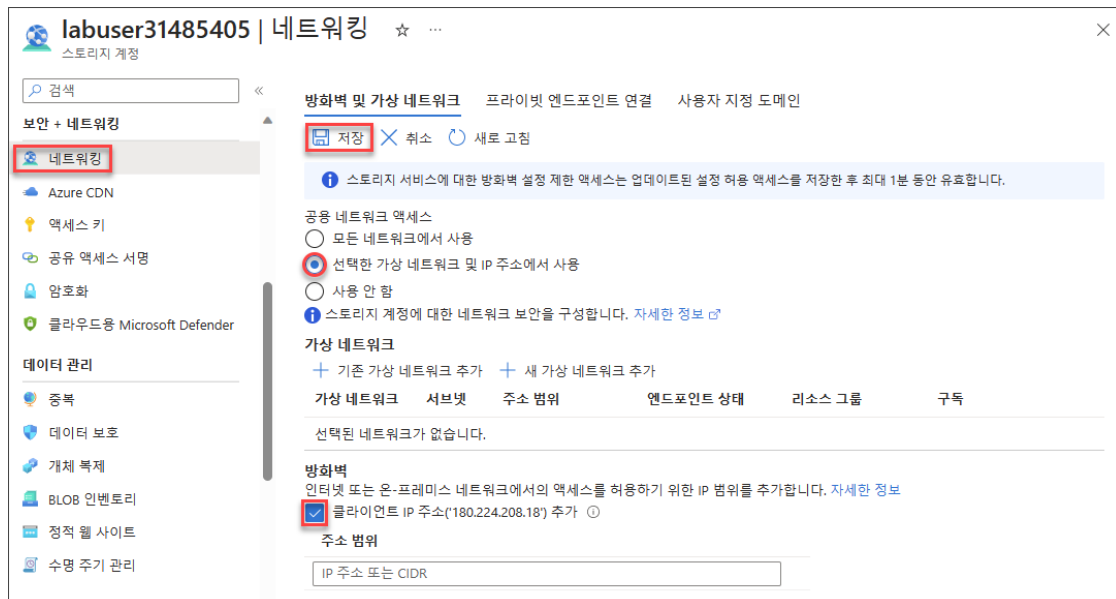 labuser31485405 | 네트워킹 ☆ ···
스토리지 계정
검색
보안 + 네트워킹
네트워킹
Azure CDN
액세스 키
공유 액세스 서명
암호화
클라우드용 Microsoft Defender
데이터 관리
중복
데이터 보호
개체 복제
BLOB 인벤토리
정적 웹 사이트
수명 주기 관리
방화벽 및 가상 네트워크 프라이빗 엔드포인트 연결 사용자 지정 도메인
저장 취소 새로 고침
스토리지 서비스에 대한 방화벽 설정 제한 액세스는 업데이트된 설정 허용 액세스를 저장한 후 최대 1분 동안 유효합니다.
공용 네트워크 액세스
모든 네트워크에서 사용
선택한 가상 네트워크 및 IP 주소에서 사용
사용 안 함
스토리지 계정에 대한 네트워크 보안을 구성합니다. 자세한 정보
가상 네트워크
+ 기존 가상 네트워크 추가 + 새 가상 네트워크 추가
가상 네트워크 서브넷 주소 범위 엔드포인트 상태 리소스 그룹 구독
선택된 네트워크가 없습니다.
방화벽
인터넷 또는 온-프레미스 네트워크에서의 액세스를 허용하기 위한 IP 범위를 추가합니다. 자세한 정보
클라이언트 IP 주소('180.224.208.18') 추가
주소 범위
IP 주소 또는 CIDR